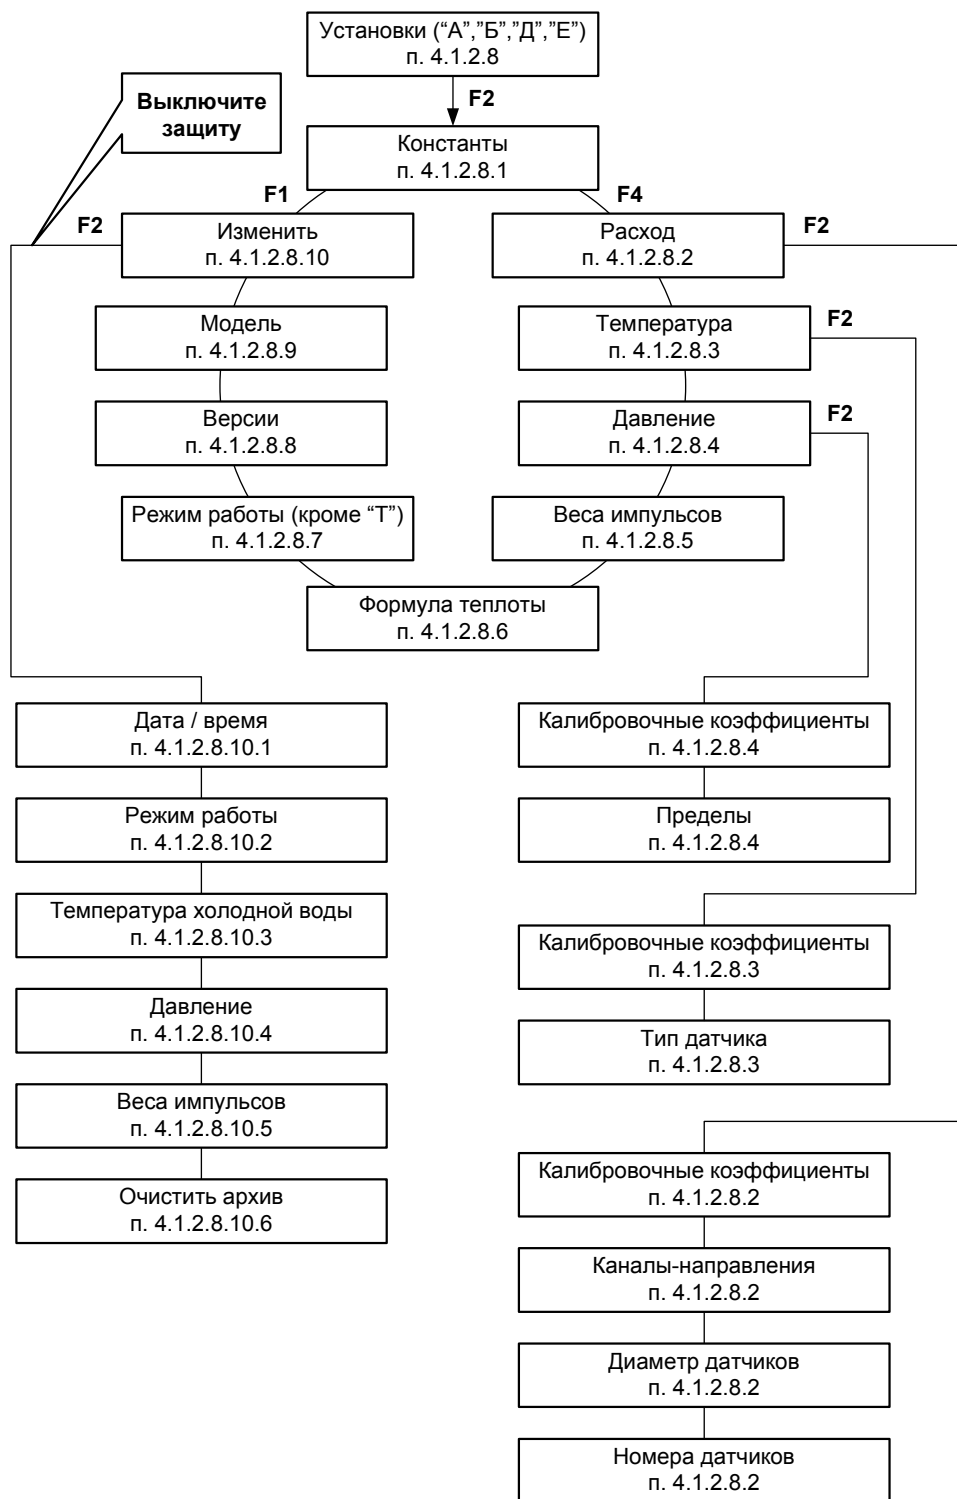 Установки (“А”,”Б”,”Д”,”Е”)
п. 4.1.2.8
F2
Выключите
защиту
Константы
п. 4.1.2.8.1
F1
F4
F2
Изменить
п. 4.1.2.8.10
Расход
п. 4.1.2.8.2
F2
Модель
п. 4.1.2.8.9
Температура
п. 4.1.2.8.3
F2
Версии
п. 4.1.2.8.8
Давление
п. 4.1.2.8.4
F2
Режим работы (кроме “Т”)
п. 4.1.2.8.7
Веса импульсов
п. 4.1.2.8.5
Формула теплоты
п. 4.1.2.8.6
Дата / время
п. 4.1.2.8.10.1
Режим работы
п. 4.1.2.8.10.2
Температура холодной воды
п. 4.1.2.8.10.3
Давление
п. 4.1.2.8.10.4
Веса импульсов
п. 4.1.2.8.10.5
Очистить архив
п. 4.1.2.8.10.6
Калибровочные коэффициенты
п. 4.1.2.8.4
Пределы
п. 4.1.2.8.4
Калибровочные коэффициенты
п. 4.1.2.8.3
Тип датчика
п. 4.1.2.8.3
Калибровочные коэффициенты
п. 4.1.2.8.2
Каналы-направления
п. 4.1.2.8.2
Диаметр датчиков
п. 4.1.2.8.2
Номера датчиков
п. 4.1.2.8.2